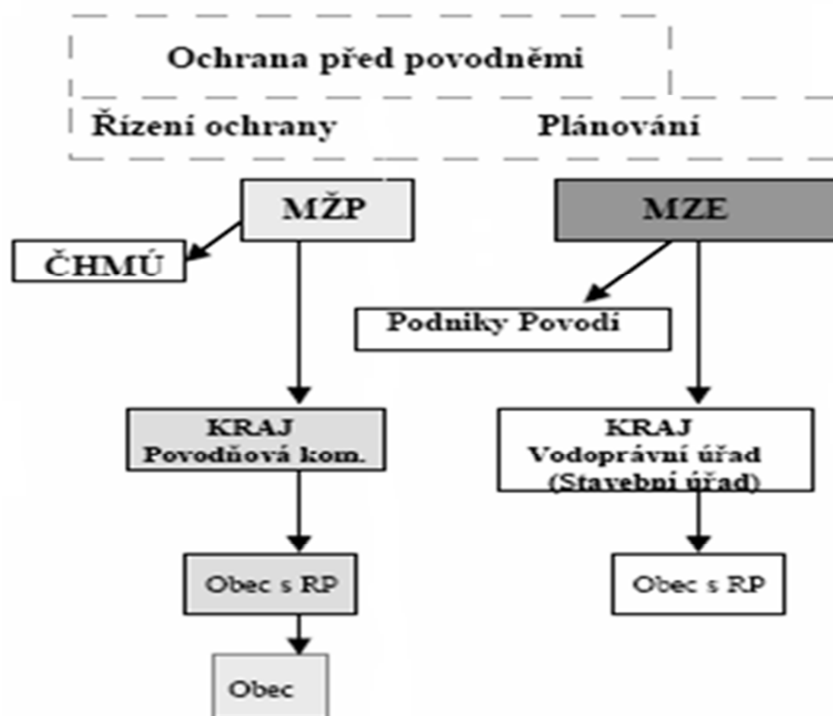 Ochrana před povodněmi
Řízení ochrany
Plánování
MŽP
MZE
ČHMÚ
Podniky Povodí
KRAJ
Povodňová kom.
KRAJ
Vodoprávní úřad
(Stavební úřad)
Obec s RP
Obec s RP
Obec